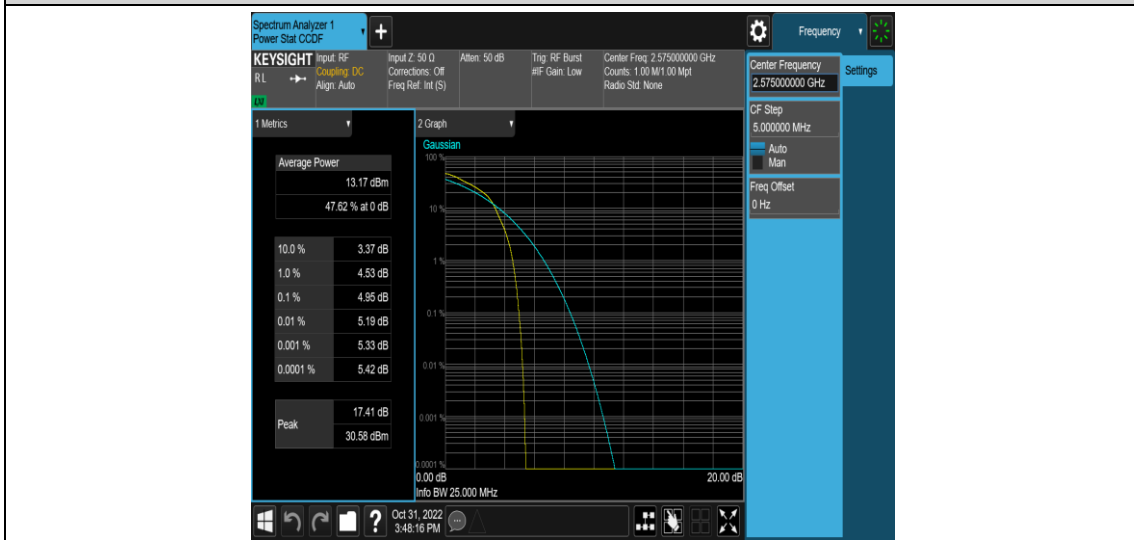 Spectrum Analyzer 1
Power Stat CCDF
+
Frequency
KEYSIGHT
RL
LNI
Input: RF
Coupling: DC
Align: Auto
Input Z: 50 Ω
Corrections: Off
Freq Ref: Int (S)
Atten: 50 dB
Trig: RF Burst
#IF Gain: Low
Center Freq: 2.575000000 GHz
Counts: 1.00 M/1.00 Mpt
Radio Std: None
Center Frequency
2.575000000 GHz
Settings
CF Step
5.000000 MHz
Auto
Man
Freq Offset
0 Hz
1 Metrics
Average Power
13.17 dBm
47.62 % at 0 dB
10.0 % 3.37 dB
1.0 % 4.53 dB
0.1 % 4.95 dB
0.01 % 5.19 dB
0.001 % 5.33 dB
0.0001 % 5.42 dB
Peak
17.41 dB
30.58 dBm
2 Graph
Gaussian
100 %
10 %
1 %
0.1 %
0.01 %
0.001 %
0.0001 %
0.00 dB 20.00 dB
Info BW 25.000 MHz
?
Oct 31, 2022
3:48:16 PM